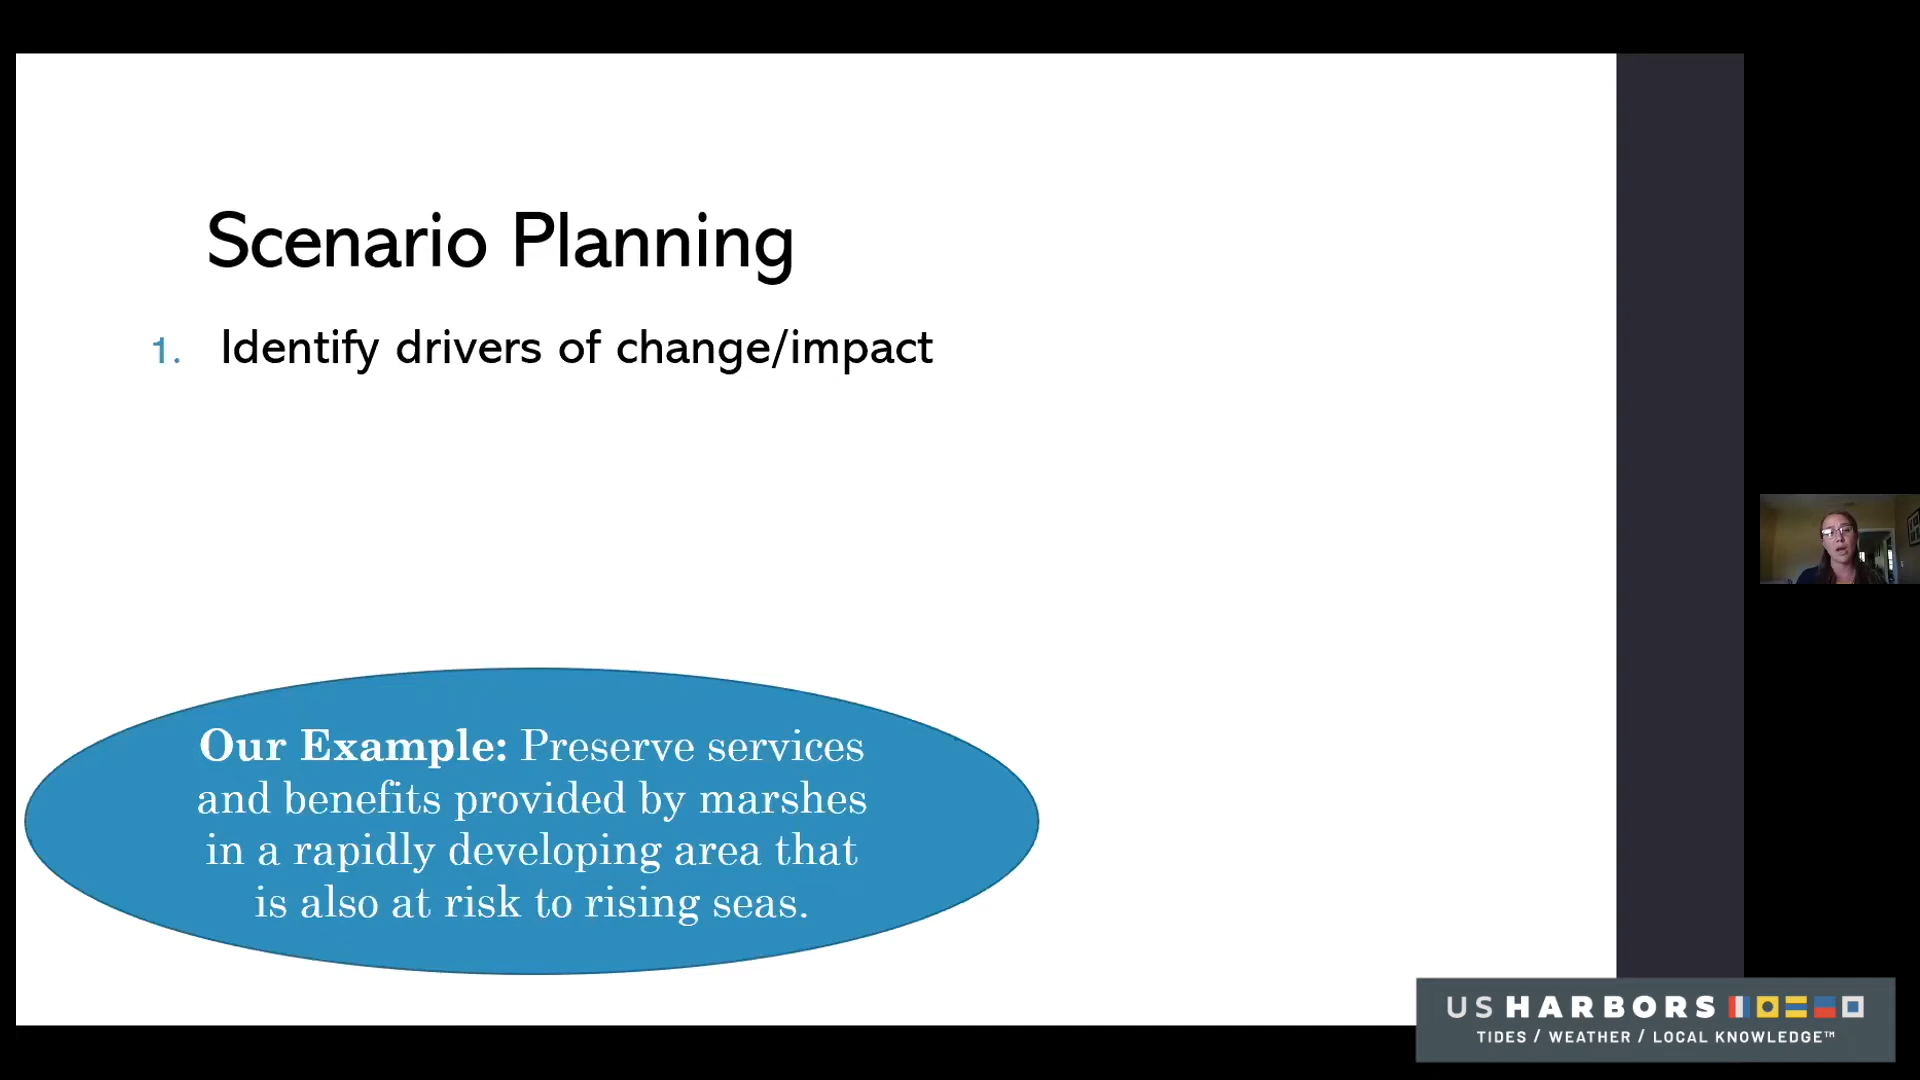 Scenario Planning
1. Identify drivers of change/impact
Our Example: Preserve services
and benefits provided by marshes
in a rapidly developing area that
is also at risk to rising seas.
US HARBORS
TIDES / WEATHER / LOCAL KNOWLEDGE™